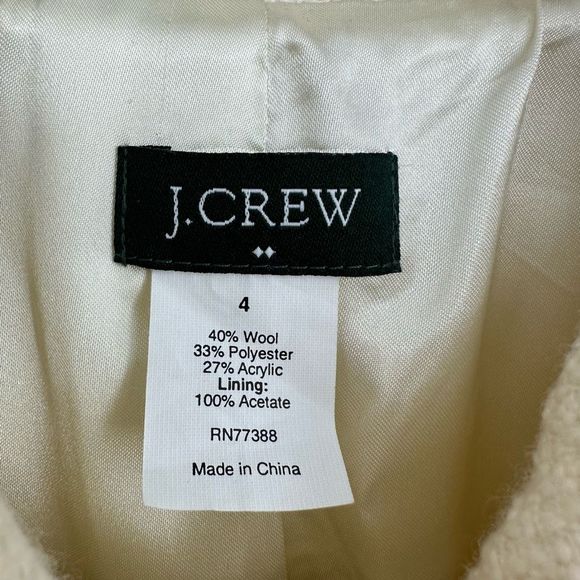 J.CREW
4
40% Wool
33% Polyester
27% Acrylic
Lining:
100% Acetate
RN77388
Made in China